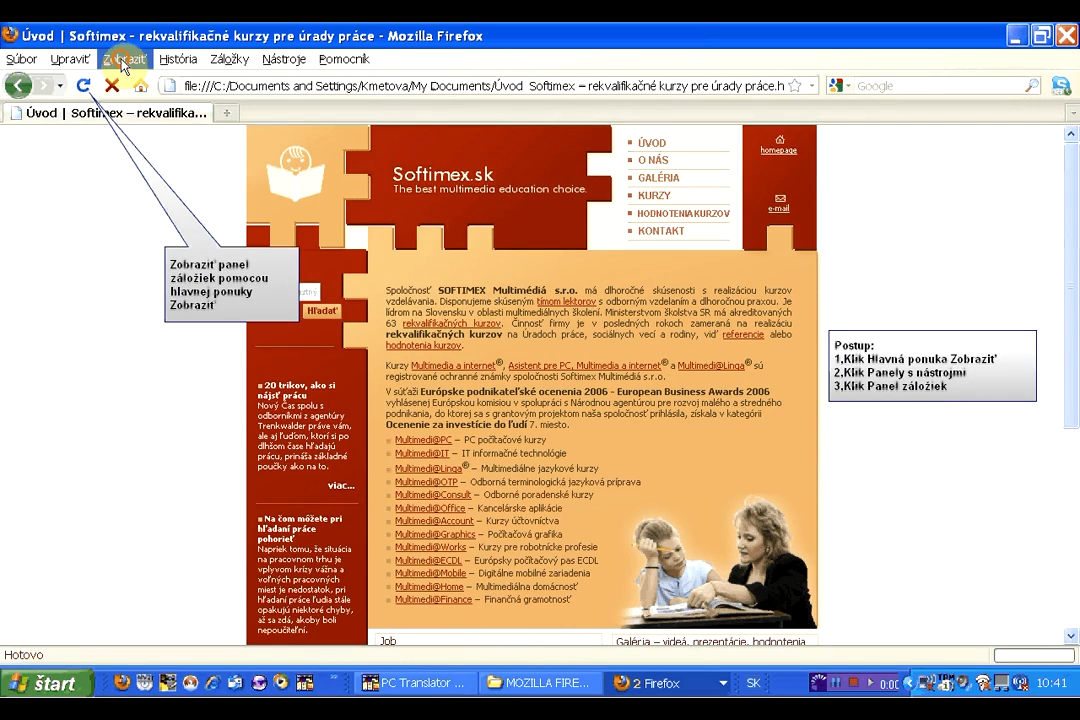 Úvod | Softimex - rekvalifikačné kurzy pre úrady práce - Mozilla Firefox
Súbor Upraviť Zobraziť História Záložky Nástroje Pomocník
file:///C:/Documents and Settings/Kmetova/My Documents/Úvod Softimex – rekvalifikačné kurzy pre úrady práce.h
Google
Úvod | Softimex – rekvalifika...
Softimex.sk
The best multimedia education choice.
ÚVOD
O NÁS
GALÉRIA
KURZY
HODNOTENIA KURZOV
KONTAKT
homepage
e-mail
Zobraziť panel
záložiek pomocou
hlavnej ponuky
Zobraziť
Hľadať
Spoločnosť SOFTIMEX Multimédiá s.r.o. má dlhoročné skúsenosti s realizáciou kurzov
vzdelávania. Disponujeme skúseným tímom lektorov s odborným vzdelaním a dlhoročnou praxou. Je
lídrom na Slovensku v oblasti multimediálnych školení. Ministerstvom školstva SR má akreditovaných
63 rekvalifikačných kurzov. Činnosť firmy je v posledných rokoch zameraná na realizáciu
rekvalifikačných kurzov na Úradoch práce, sociálnych vecí a rodiny, viď referencie alebo
hodnotenia kurzov.
Kurzy Multimedia a internet®, Asistent pre PC, Multimedia a internet® a Multimedi@Linqa® sú
registrované ochranné známky spoločnosti Softimex Multimédiá s.r.o.
V súťaži Európske podnikateľské ocenenia 2006 - European Business Awards 2006
vyhlásenej Európskou komisiou v spolupráci s Národnou agentúrou pre rozvoj malého a stredného
podnikania, do ktorej sa s grantovým projektom naša spoločnosť prihlásila, získala v kategórii
Ocenenie za investície do ľudí 7. miesto.
Multimedi@PC – PC počítačové kurzy
Multimedi@IT – IT informačné technológie
Multimedi@Linqa® – Multimediálne jazykové kurzy
Multimedi@OTP – Odborná terminologická jazyková príprava
Multimedi@Consult – Odborné poradenské kurzy
Multimedi@Office – Kancelárske aplikácie
Multimedi@Account – Kurzy účtovníctva
Multimedi@Graphics – Počítačová grafika
Multimedi@Works – Kurzy pre robotnícke profesie
Multimedi@ECDL – Európsky počítačový pas ECDL
Multimedi@Mobile – Digitálne mobilné zariadenia
Multimedi@Home – Multimediálna domácnosť
Multimedi@Finance – Finančná gramotnosť
20 trikov, ako si
nájsť prácu
Nový Čas spolu s
odborníkmi z agentúry
Trenkwalder práve vám,
ale aj ľuďom, ktorí si po
dlhšom čase hľadajú
prácu, prináša základné
poučky ako na to.
viac...
Na čom môžete pri
hľadaní práce
pohorieť
Napriek tomu, že situácia
na pracovnom trhu je
vplyvom krízy vážna a
voľných pracovných
miest je nedostatok, pri
hľadaní práce ľudia stále
opakujú niektoré chyby,
až sa zdá, akoby boli
nepoučiteľní.
Postup:
1,Klik Hlavná ponuka Zobraziť
2,Klik Panely s nástrojmi
3,Klik Panel záložiek
Job
Galéria – videá, prezentácie, hodnotenia
Hotovo
štart
PC Translator ...
MOZILLA FIRE...
2 Firefox
SK
0:00
10:41